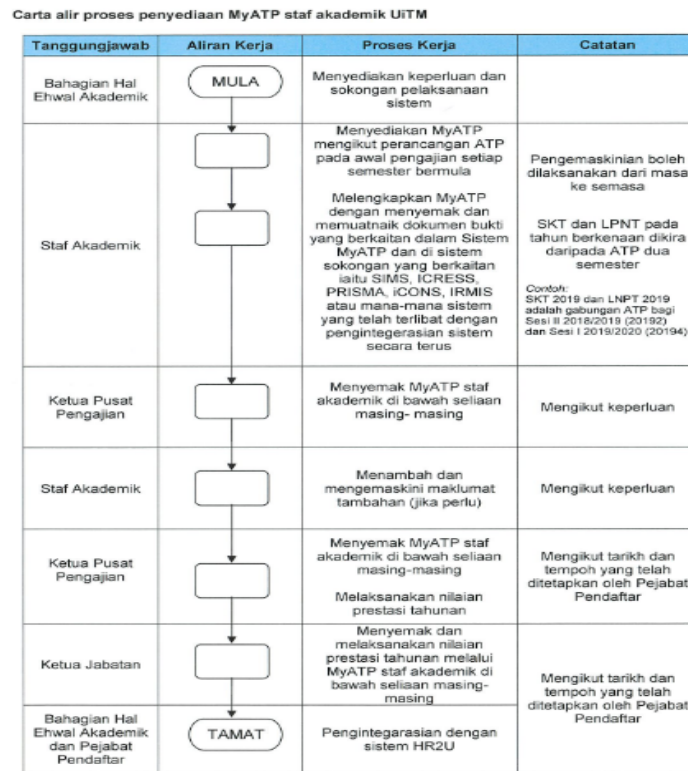 Carta alir proses penyediaan MyATP staf akademik UiTM
Tanggungjawab
Aliran Kerja
Proses Kerja
Catatan
Bahagian Hal
Ehwal Akademik
MULA
Menyediakan keperluan dan
sokongan pelaksanaan
sistem
Staf Akademik
Menyediakan MyATP
mengikut perancangan ATP
pada awal pengajian setiap
semester bermula
Melengkapkan MyATP
dengan menyemak dan
memuatnaik dokumen bukti
yang berkaitan dalam Sistem
MyATP dan di sistem
sokongan yang berkaitan
iaitu SIMS, ICRESS,
PRISMA, iCONS, IRMIS
atau mana-mana sistem
yang telah terlibat dengan
pengintegerasian sistem
secara terus
Pengemaskinian boleh
dilaksanakan dari masa
ke semasa
SKT dan LPNT pada
tahun berkenaan dikira
daripada ATP dua
semester
Contoh:
SKT 2019 dan LNPT 2019
adalah gabungan ATP bagi
Sesi II 2018/2019 (20192)
dan Sesi I 2019/2020 (20194)
Ketua Pusat
Pengajian
Menyemak MyATP staf
akademik di bawah seliaan
masing- masing
Mengikut keperluan
Staf Akademik
Menambah dan
mengemaskini maklumat
tambahan (jika perlu)
Mengikut keperluan
Ketua Pusat
Pengajian
Menyemak MyATP staf
akademik di bawah seliaan
masing-masing
Melaksanakan nilaian
prestasi tahunan
Mengikut tarikh dan
tempoh yang telah
ditetapkan oleh Pejabat
Pendaftar
Ketua Jabatan
Menyemak dan
melaksanakan nilaian
prestasi tahunan melalui
MyATP staf akademik di
bawah seliaan masing-
masing
Mengikut tarikh dan
tempoh yang telah
ditetapkan oleh Pejabat
Pendaftar
Bahagian Hal
Ehwal Akademik
dan Pejabat
Pendaftar
TAMAT
Pengintegarasian dengan
sistem HR2U